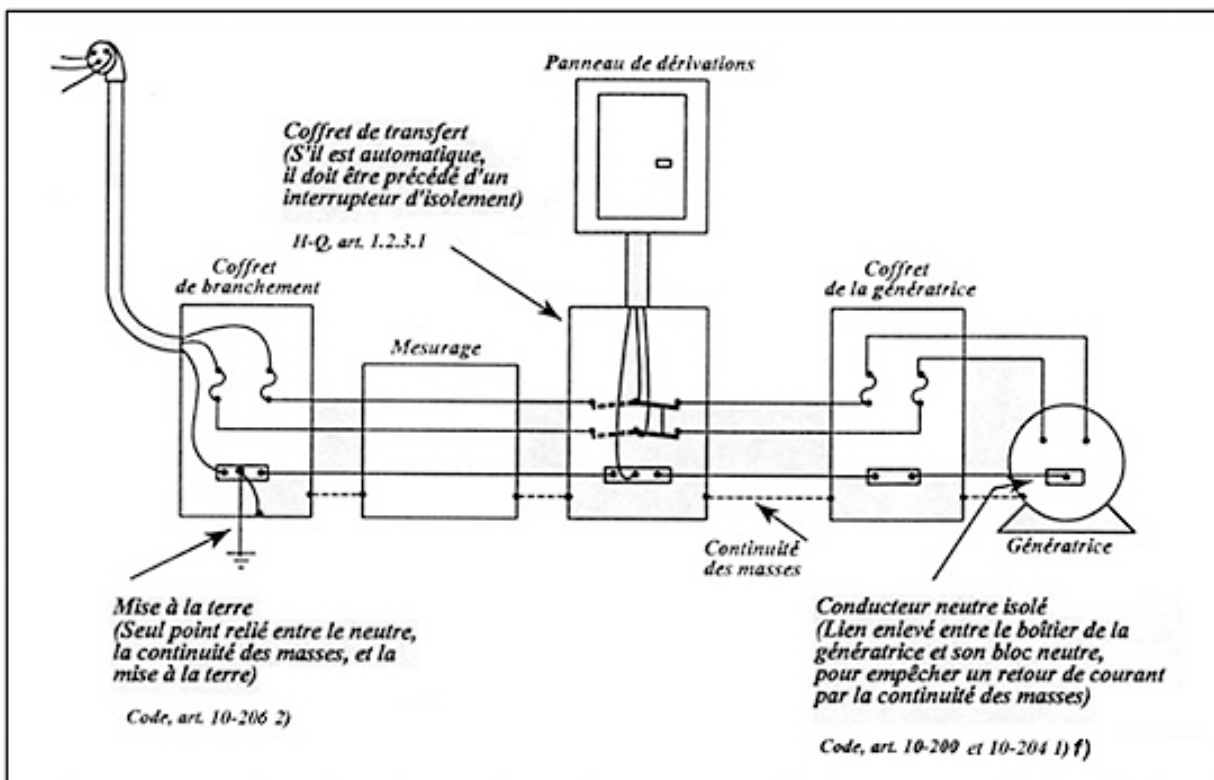 Panneau de dérivations
Coffret de transfert
(S'il est automatique,
il doit être précédé d'un
interrupteur d'isolement)
H-Q, art. 1.2.3.1
Coffret
de branchement
Mesurage
Coffret
de la génératrice
Continuité
des masses
Génératrice
Mise à la terre
(Seul point relié entre le neutre,
la continuité des masses, et la
mise à la terre)
Code, art. 10-206 2)
Conducteur neutre isolé
(Lien enlevé entre le boîtier de la
génératrice et son bloc neutre,
pour empêcher un retour de courant
par la continuité des masses)
Code, art. 10-200 et 10-204 1) f)